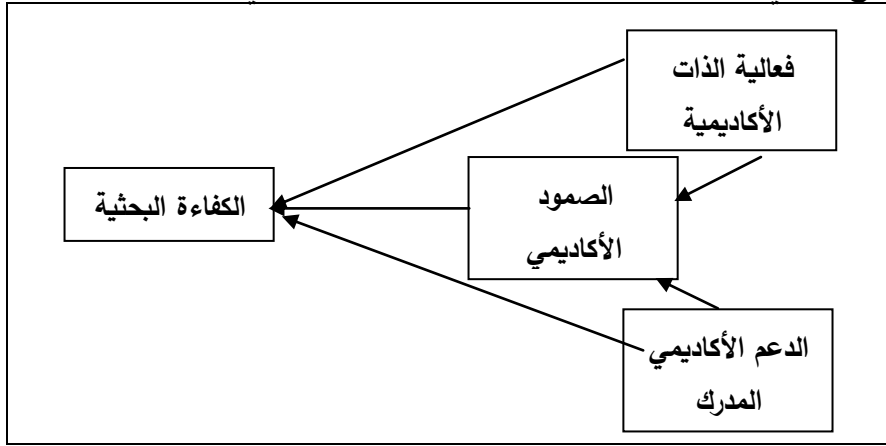 فعالية الذات
الأكاديمية
الصمود
الأكاديمي
الكفاءة البحثية
الدعم الأكاديمي
المدرك